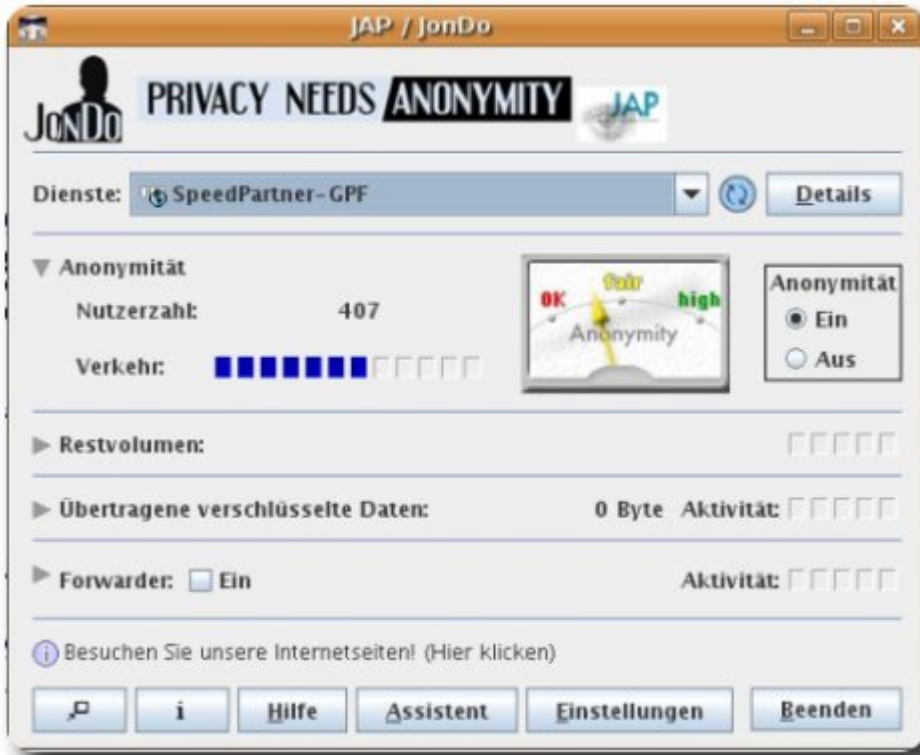 JAP / JonDo
JONDO PRIVACY NEEDS ANONYMITY JAP
Dienste: SpeedPartner-GPF Details
Anonymität
Nutzerzahl: 407
Verkehr:
OK fair high
Anonymity
Anonymität
Ein
Aus
Restvolumen:
Übertragene verschlüsselte Daten: 0 Byte Aktivität:
Forwarder: Ein Aktivität:
Besuchen Sie unsere Internetseiten! (Hier klicken)
i Hilfe Assistent Einstellungen Beenden